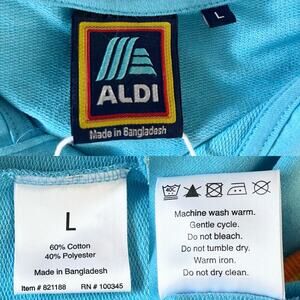 L
ALDI
Made in Bangladesh
L
60% Cotton
40% Polyester
Made in Bangladesh
Item # 821188 RN # 100345
Machine wash warm.
Gentle cycle.
Do not bleach.
Do not tumble dry.
Warm iron.
Do not dry clean.